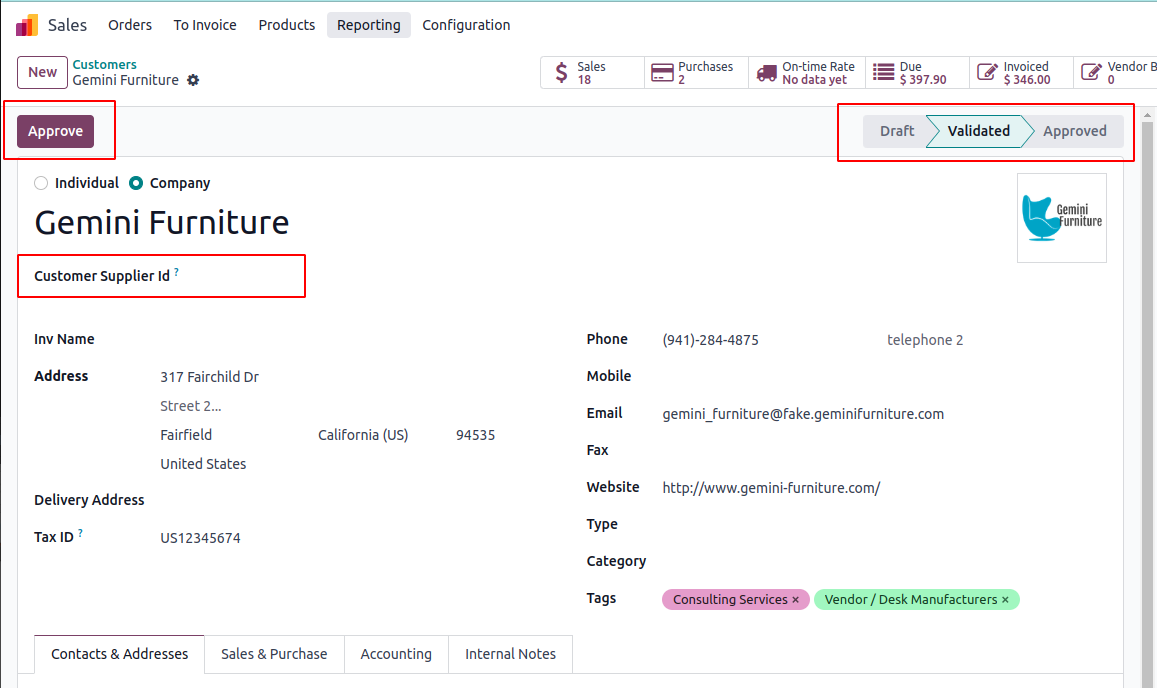 Sales Orders To Invoice Products Reporting Configuration
New
Customers
Gemini Furniture
Sales
18
Purchases
2
On-time Rate
No data yet
Due
$ 397.90
Invoiced
$ 346.00
Vendor B
0
Approve
Draft Validated Approved
Individual Company
Gemini Furniture
Gemini
Furniture
Customer Supplier Id ?
Inv Name
Address 317 Fairchild Dr
Street 2...
Fairfield California (US) 94535
United States
Delivery Address
Tax ID ? US12345674
Phone (941)-284-4875 telephone 2
Mobile
Email gemini_furniture@fake.geminifurniture.com
Fax
Website http://www.gemini-furniture.com/
Type
Category
Tags Consulting Services × Vendor / Desk Manufacturers ×
Contacts & Addresses Sales & Purchase Accounting Internal Notes